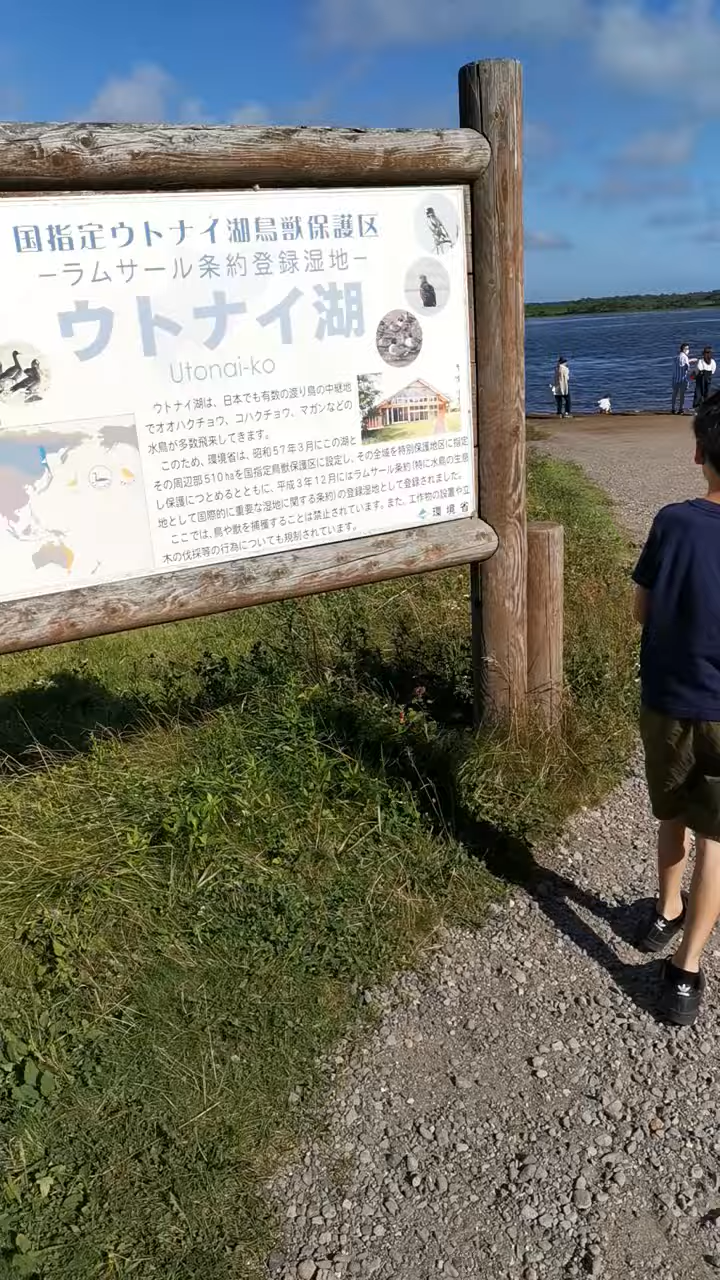 国指定ウトナイ湖鳥獣保護区
ーラムサール条約登録湿地ー
ウトナイ湖
Utonai-ko
ウトナイ湖は、日本でも有数の渡り鳥の中継地
でオオハクチョウ、コハクチョウ、マガンなどの
水鳥が多数飛来してきます。
このため、環境省は、昭和57年3月にこの湖と
その周辺部510haを国指定鳥獣保護区に設定し、その全域を特別保護地区に指定
し保護につとめるとともに、平成3年12月にはラムサール条約(特に水鳥の生息
地として国際的に重要な湿地に関する条約)の登録湿地として登録されました。
ここでは、鳥や獣を捕獲することは禁止されています。また、工作物の設置や立
木の伐採等の行為についても規制されています。
環境省